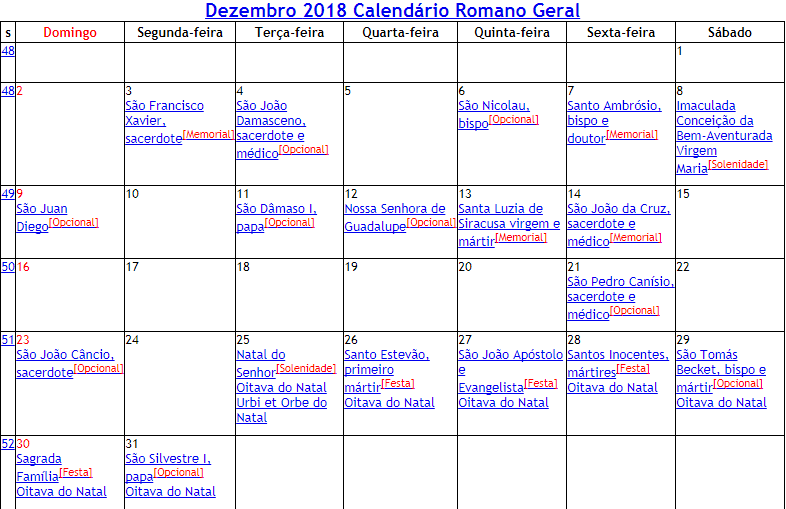 Dezembro 2018 Calendário Romano Geral
s Domingo Segunda-feira Terça-feira Quarta-feira Quinta-feira Sexta-feira Sábado
48 1
48
2
3
São Francisco
Xavier,
sacerdote[Memorial]
4
São João
Damasceno,
sacerdote e
médico[Opcional]
5
6
São Nicolau,
bispo[Opcional]
7
Santo Ambrósio,
bispo e
doutor[Memorial]
8
Imaculada
Conceição da
Bem-Aventurada
Virgem
Maria[Solenidade]
49
9
São Juan
Diego[Opcional]
10
11
São Dâmaso I,
papa[Opcional]
12
Nossa Senhora de
Guadalupe[Opcional]
13
Santa Luzia de
Siracusa virgem e
mártir[Memorial]
14
São João da Cruz,
sacerdote e
médico[Memorial]
15
50
16
17
18
19
20
21
São Pedro Canísio,
sacerdote e
médico[Opcional]
22
51
23
São João Câncio,
sacerdote[Opcional]
24
25
Natal do
Senhor[Solenidade]
Oitava do Natal
Urbi et Orbe do
Natal
26
Santo Estevão,
primeiro
mártir[Festa]
Oitava do Natal
27
São João Apóstolo
e
Evangelista[Festa]
Oitava do Natal
28
Santos Inocentes,
mártires[Festa]
Oitava do Natal
29
São Tomás
Becket, bispo e
mártir[Opcional]
Oitava do Natal
52
30
Sagrada
Família[Festa]
Oitava do Natal
31
São Silvestre I,
papa[Opcional]
Oitava do Natal